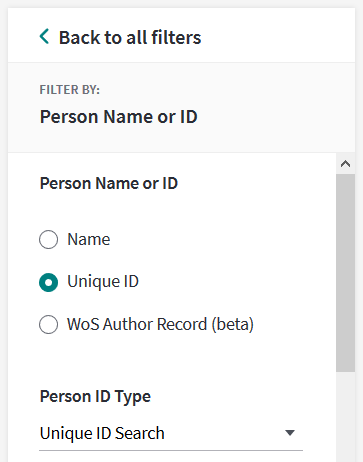 Back to all filters
FILTER BY:
Person Name or ID
Person Name or ID
Name
Unique ID
WoS Author Record (beta)
Person ID Type
Unique ID Search